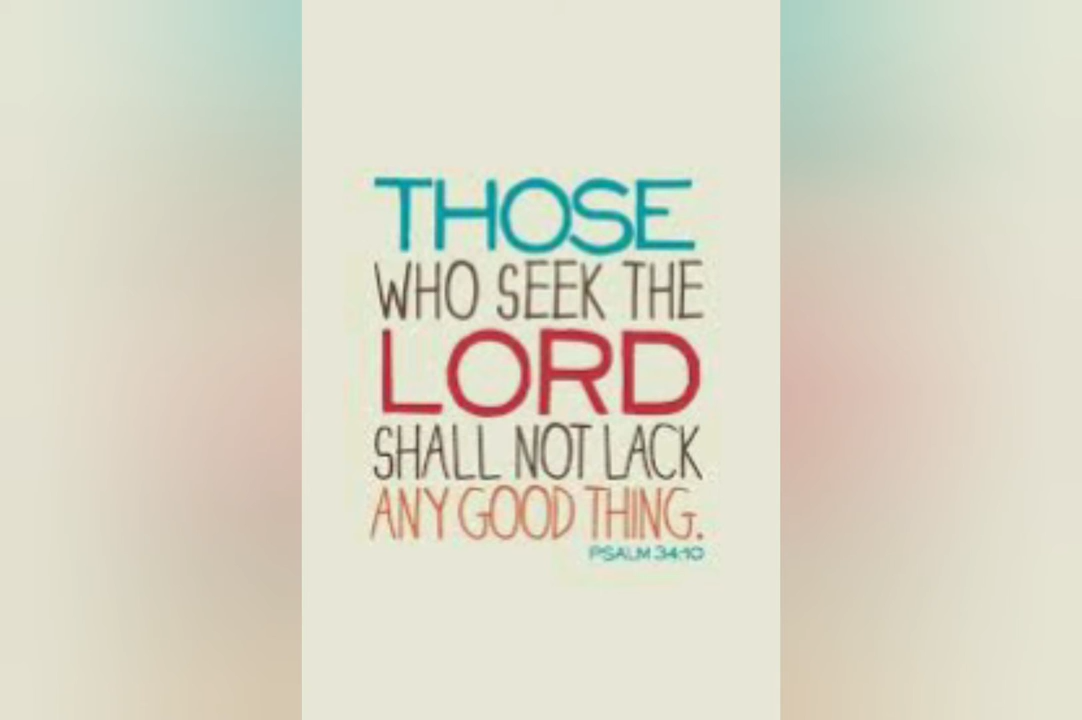 THOSE
WHO SEEK THE
LORD
SHALL NOT LACK
ANY GOOD THING.
PSALM 34:10